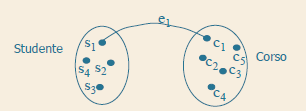 e₁
Studente
s₁
s₄ s₂
s₃
c₁
c₂ c₅
c₃
c₄
Corso